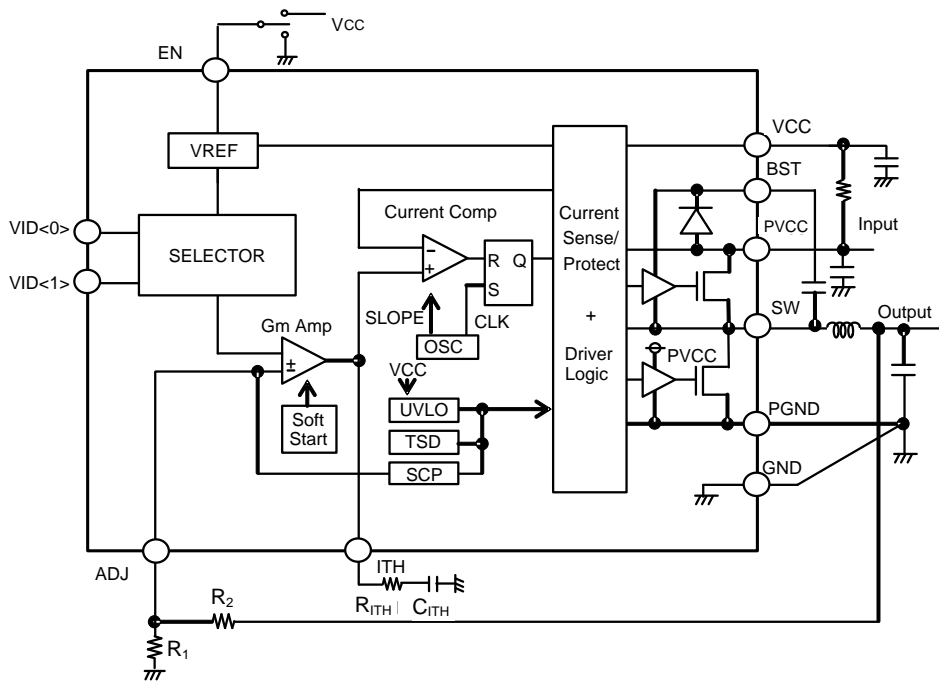 VCC
EN
VCC
VREF
BST
Current Comp
Current
Sense/
Protect
+
Driver
Logic
Input
VID<0>
SELECTOR
PVCC
VID<1>
−
+
R Q
S
SLOPE
OSC
CLK
SW
Output
Gm Amp
±
VCC
PVCC
Soft
Start
UVLO
TSD
SCP
PGND
GND
ADJ
ITH
RITH
CITH
R2
R1